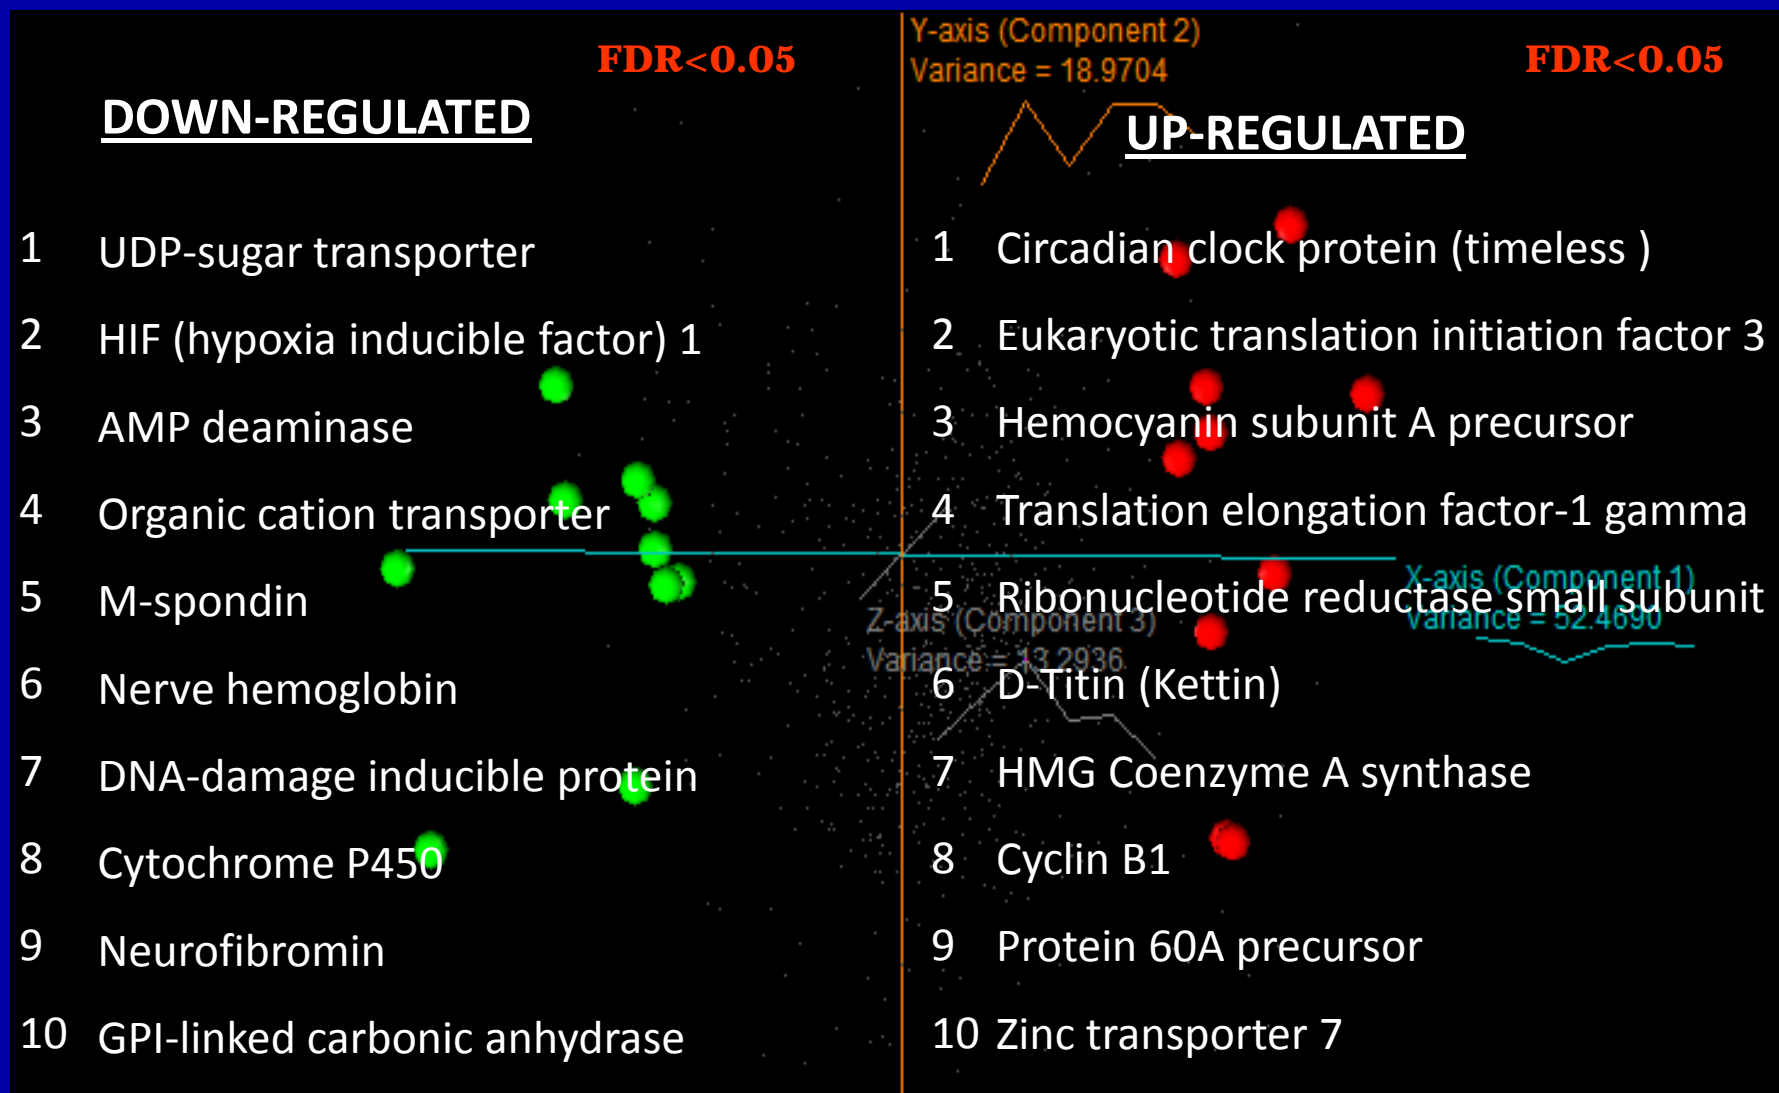 FDR<0.05
DOWN-REGULATED
1 UDP-sugar transporter
2 HIF (hypoxia inducible factor) 1
3 AMP deaminase
4 Organic cation transporter
5 M-spondin
6 Nerve hemoglobin
7 DNA-damage inducible protein
8 Cytochrome P450
9 Neurofibromin
10 GPI-linked carbonic anhydrase
Y-axis (Component 2)
Variance = 18.9704
FDR<0.05
UP-REGULATED
1 Circadian clock protein (timeless )
2 Eukaryotic translation initiation factor 3
3 Hemocyanin subunit A precursor
4 Translation elongation factor-1 gamma
X-axis (Component 1)
Variance = 52.4690
5 Ribonucleotide reductase small subunit
Z-axis (Component 3)
Variance = 13.2936
6 D-Titin (Kettin)
7 HMG Coenzyme A synthase
8 Cyclin B1
9 Protein 60A precursor
10 Zinc transporter 7